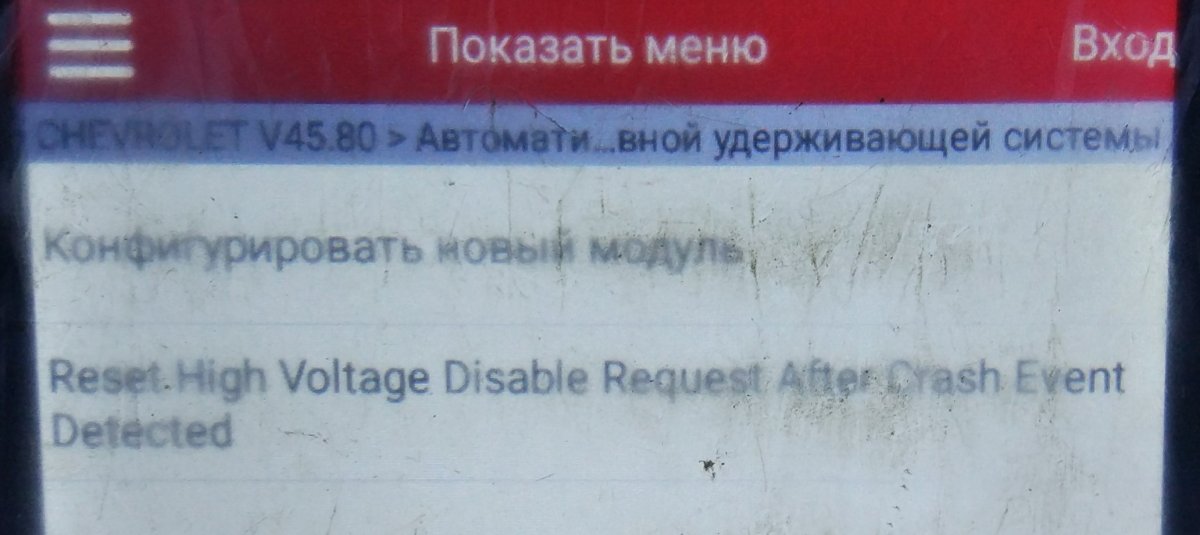 Показать меню
Вход
CHEVROLET V45.80 > Автомати...вной удерживающей системы
Конфигурировать новый модуль
Reset High Voltage Disable Request After Crash Event
Detected